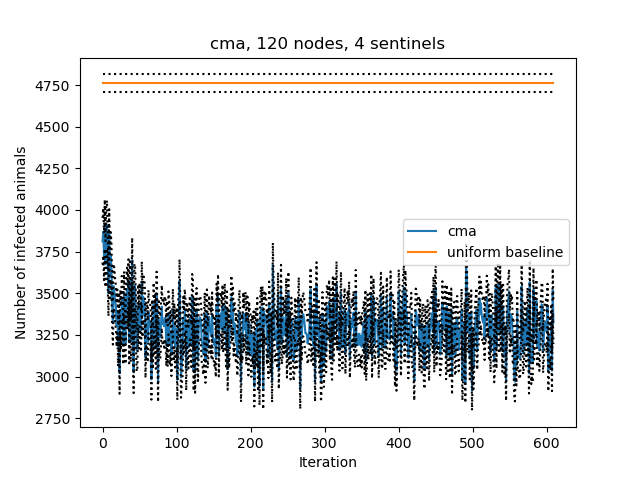 cma, 120 nodes, 4 sentinels
Number of infected animals
4750
4500
4250
4000
3750
3500
3250
3000
2750
cma
uniform baseline
0 100 200 300 400 500 600
Iteration